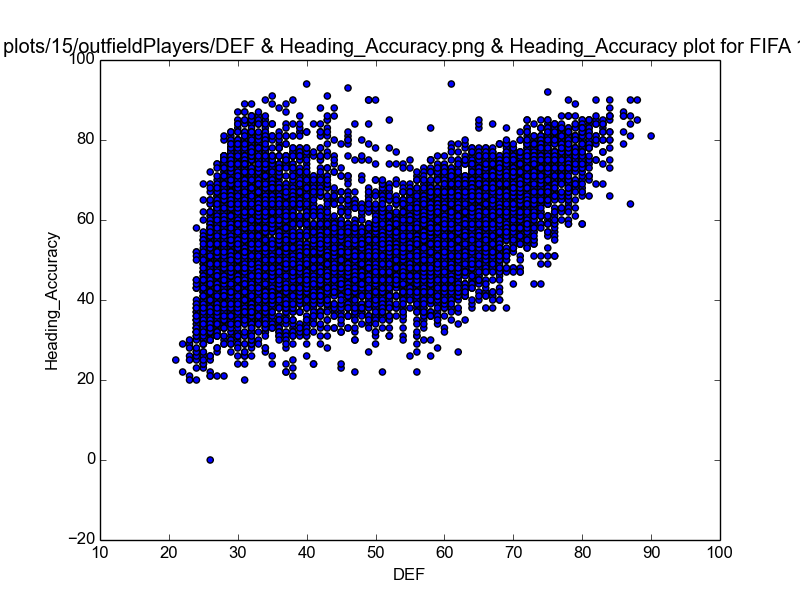 plots/15/outfieldPlayers/DEF & Heading_Accuracy.png & Heading_Accuracy plot for FIFA 1
100
80
60
40
20
0
−20
Heading_Accuracy
10 20 30 40 50 60 70 80 90 100
DEF